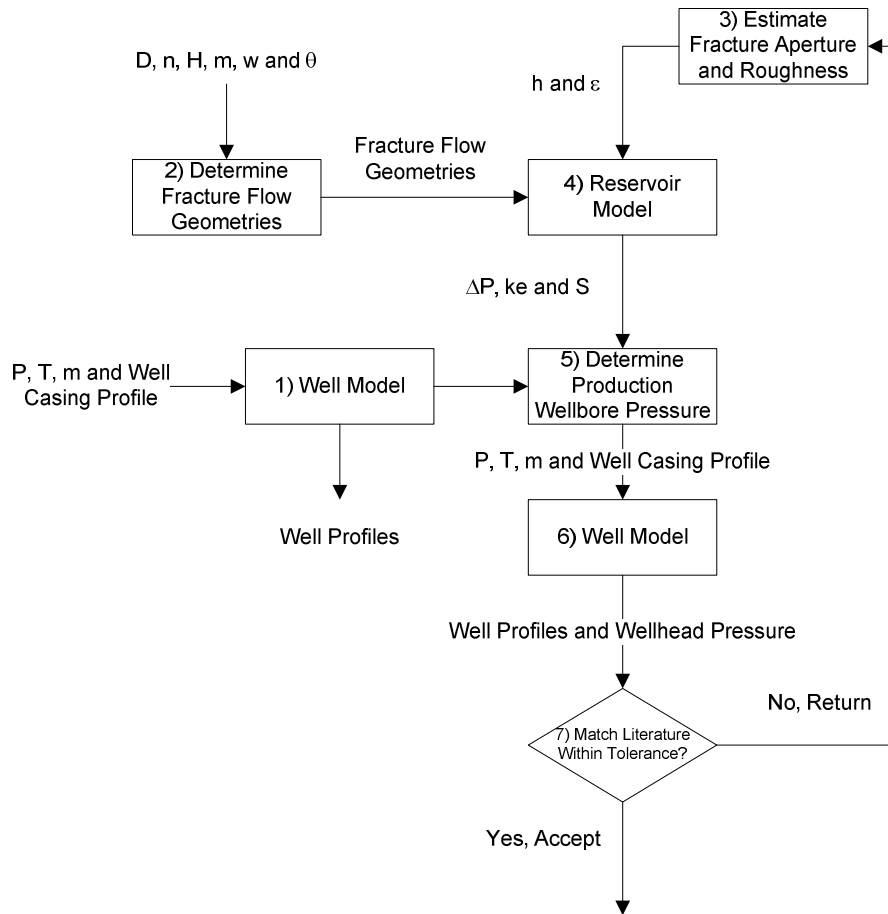 3) Estimate
Fracture Aperture
and Roughness
D, n, H, m, w and θ
h and ε
Fracture Flow
Geometries
2) Determine
Fracture Flow
Geometries
4) Reservoir
Model
ΔP, ke and S
P, T, m and Well
Casing Profile
1) Well Model
5) Determine
Production
Wellbore Pressure
P, T, m and Well Casing Profile
Well Profiles
6) Well Model
Well Profiles and Wellhead Pressure
No, Return
7) Match Literature
Within Tolerance?
Yes, Accept